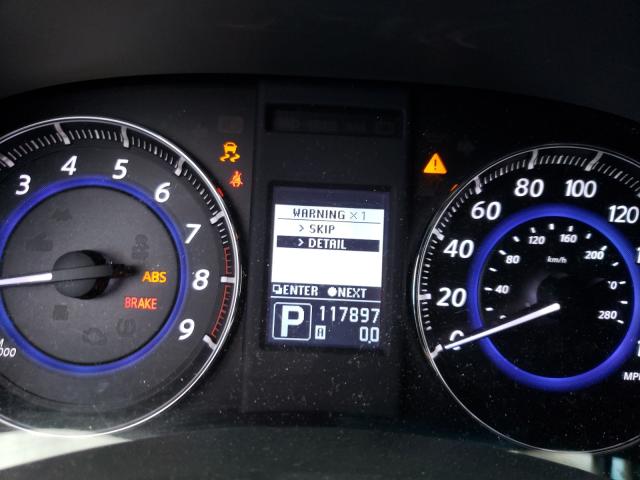 3 4 5 6 7 8 9
000
ABS
BRAKE
WARNING ×1
> SKIP
> DETAIL
ENTER NEXT
P 117897
A 0.0
0 20 40 60 80 100 120
40 80 120 160 200 280
km/h
MPH